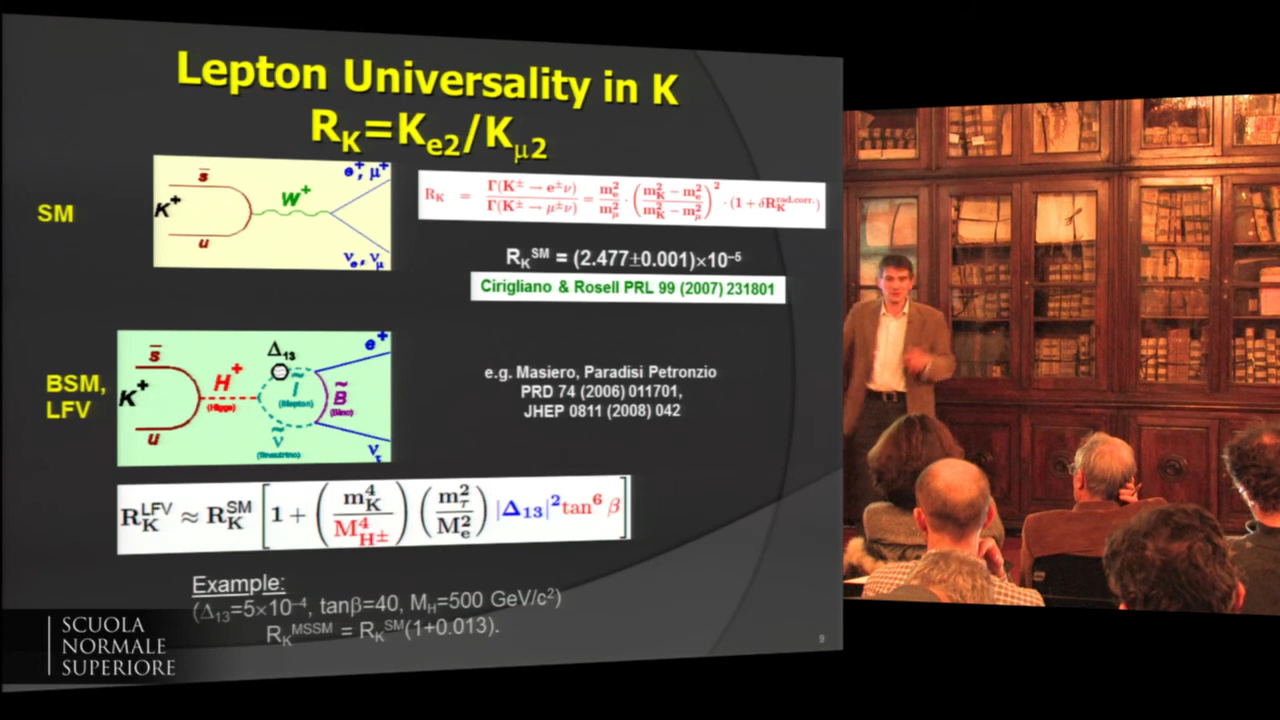 Lepton Universality in K
R_K=K_e2/K_μ2
SM
s̄
K⁺
u
W⁺
e⁺, μ⁺
ν_e, ν_μ
R_K = Γ(K^± → e^±ν) / Γ(K^± → μ^±ν) = m_e^2 / m_μ^2 · ( (m_K^2 − m_e^2) / (m_K^2 − m_μ^2) )^2 · (1 + δR_K^rad.corr.)
R_K^SM = (2.477±0.001)×10^–5
Cirigliano & Rosell PRL 99 (2007) 231801
BSM,
LFV
s̄
K⁺
u
H⁺
(Higgs)
Δ_13
(Slepton)
ν̃
(Sneutrino)
B̃
(Bino)
e⁺
ν_τ
e.g. Masiero, Paradisi Petronzio
PRD 74 (2006) 011701,
JHEP 0811 (2008) 042
R_K^LFV ≈ R_K^SM [ 1 + ( m_K^4 / M_H±^4 ) ( m_τ^2 / M_e^2 ) |Δ_13|^2 tan^6 β ]
Example:
(Δ_13=5×10^–4, tanβ=40, M_H=500 GeV/c^2)
R_K^MSSM = R_K^SM(1+0.013).
9
SCUOLA
NORMALE
SUPERIORE